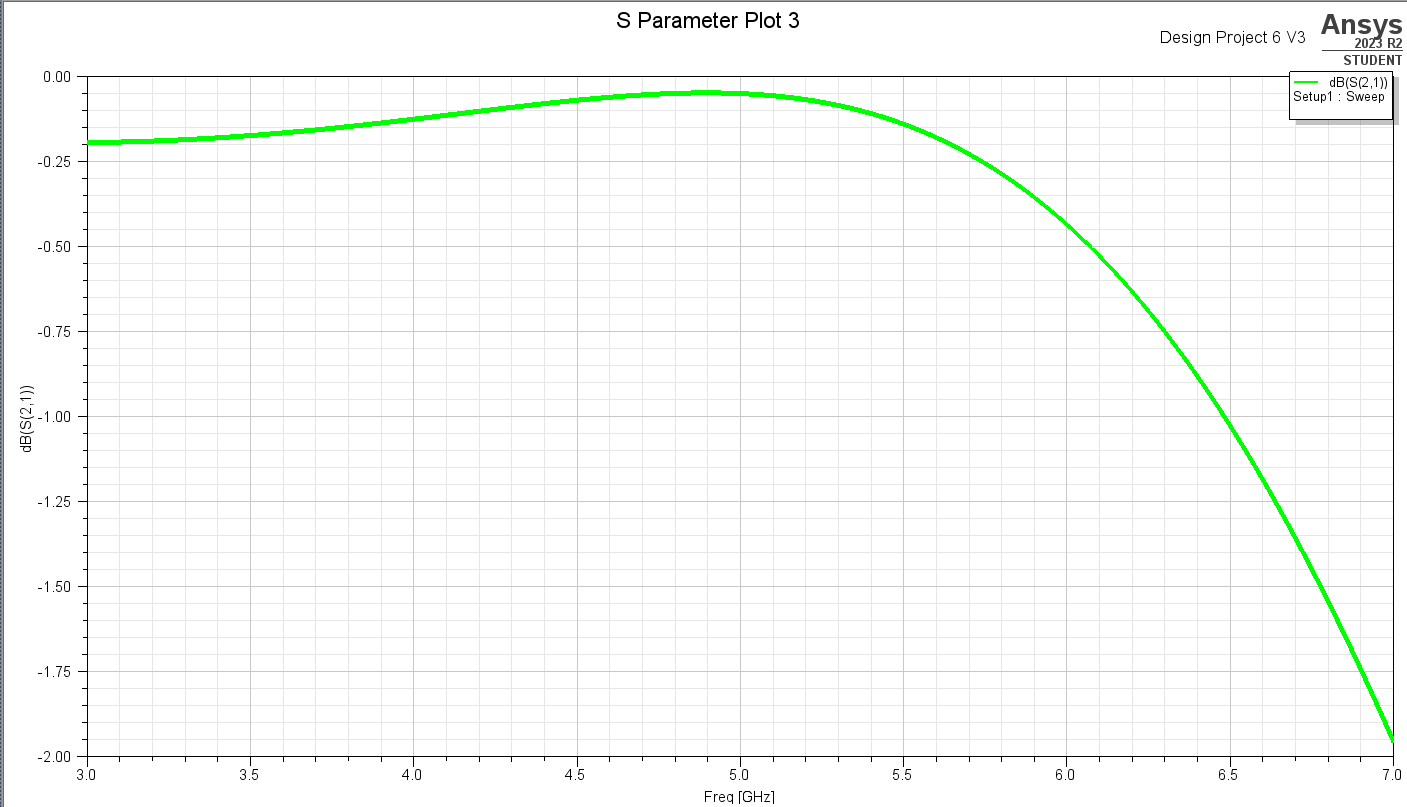 S Parameter Plot 3
Design Project 6 V3
Ansys
2023 R2
STUDENT
dB(S(2,1))
Setup1 : Sweep
0.00
-0.25
-0.50
-0.75
-1.00
-1.25
-1.50
-1.75
-2.00
dB(S(2,1))
3.0 3.5 4.0 4.5 5.0 5.5 6.0 6.5 7.0
Freq [GHz]